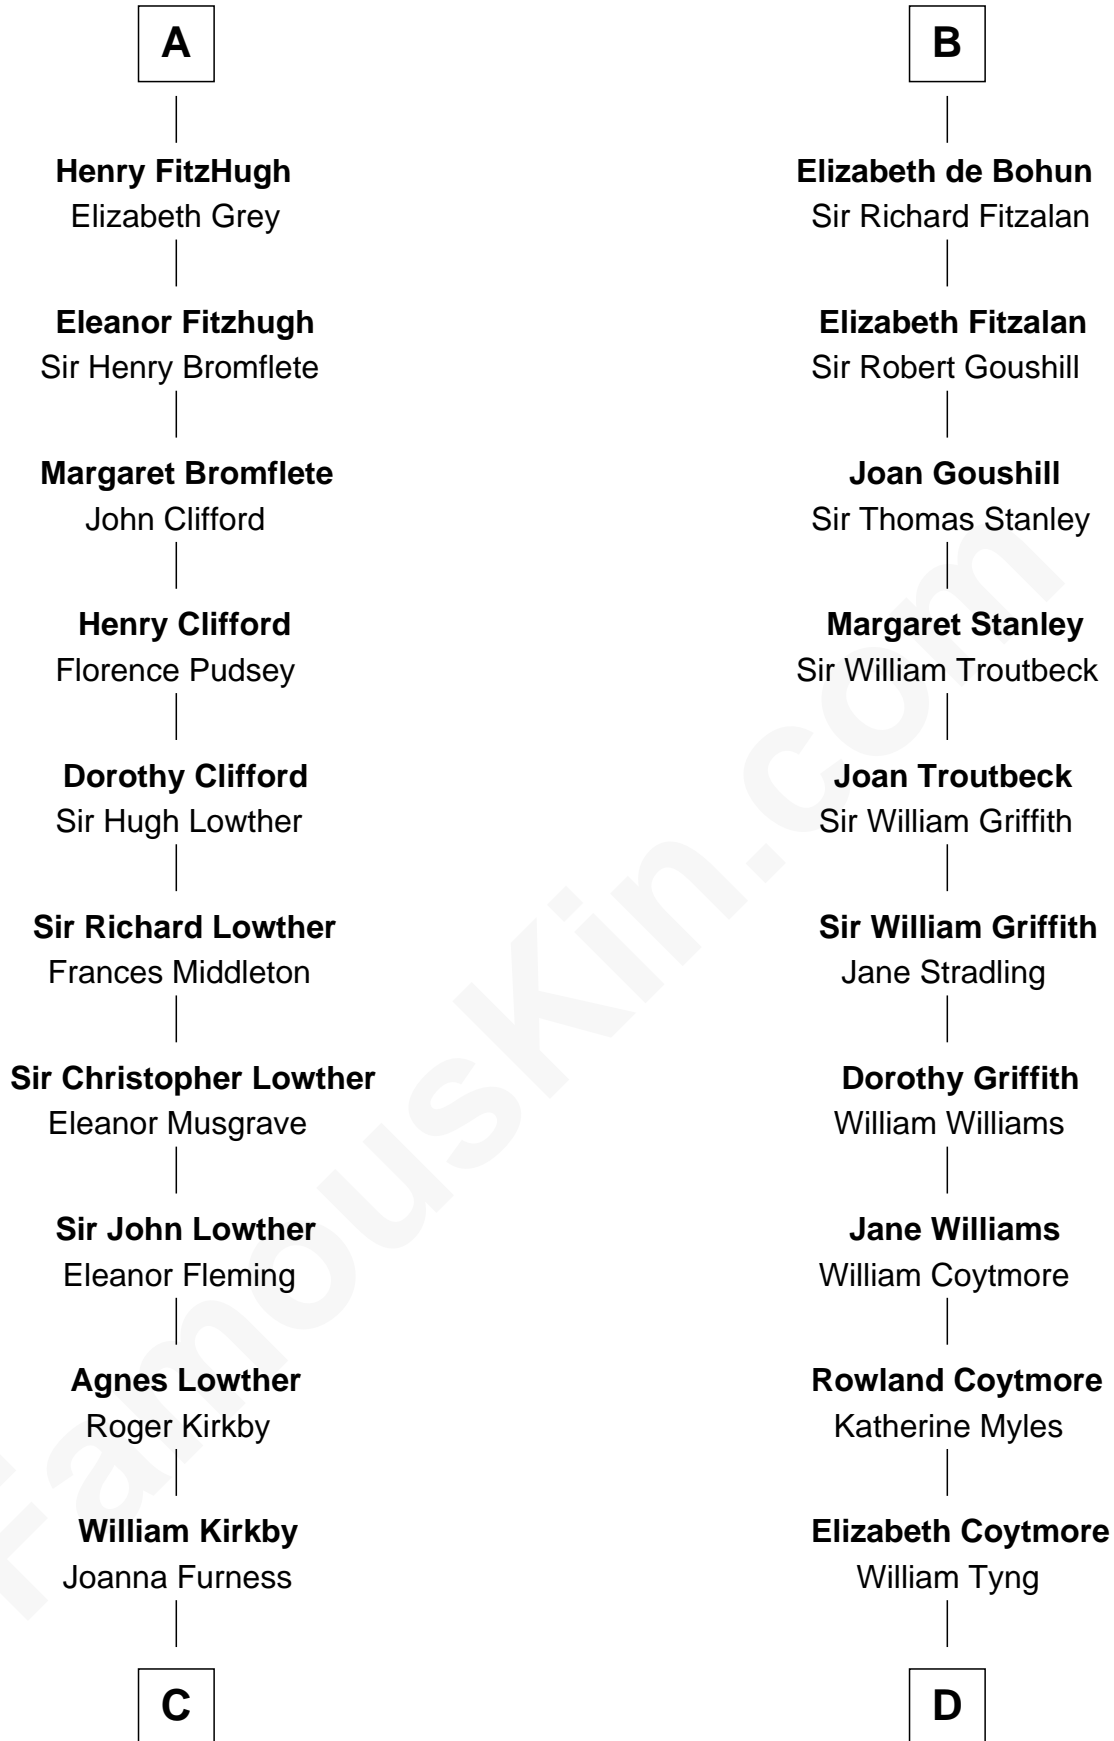 A
Henry FitzHugh
Elizabeth Grey
Eleanor Fitzhugh
Sir Henry Bromflete
Margaret Bromflete
John Clifford
Henry Clifford
Florence Pudsey
Dorothy Clifford
Sir Hugh Lowther
Sir Richard Lowther
Frances Middleton
Sir Christopher Lowther
Eleanor Musgrave
Sir John Lowther
Eleanor Fleming
Agnes Lowther
Roger Kirkby
William Kirkby
Joanna Furness
C
B
Elizabeth de Bohun
Sir Richard Fitzalan
Elizabeth Fitzalan
Sir Robert Goushill
Joan Goushill
Sir Thomas Stanley
Margaret Stanley
Sir William Troutbeck
Joan Troutbeck
Sir William Griffith
Sir William Griffith
Jane Stradling
Dorothy Griffith
William Williams
Jane Williams
William Coytmore
Rowland Coytmore
Katherine Myles
Elizabeth Coytmore
William Tyng
D
FamousKin.com